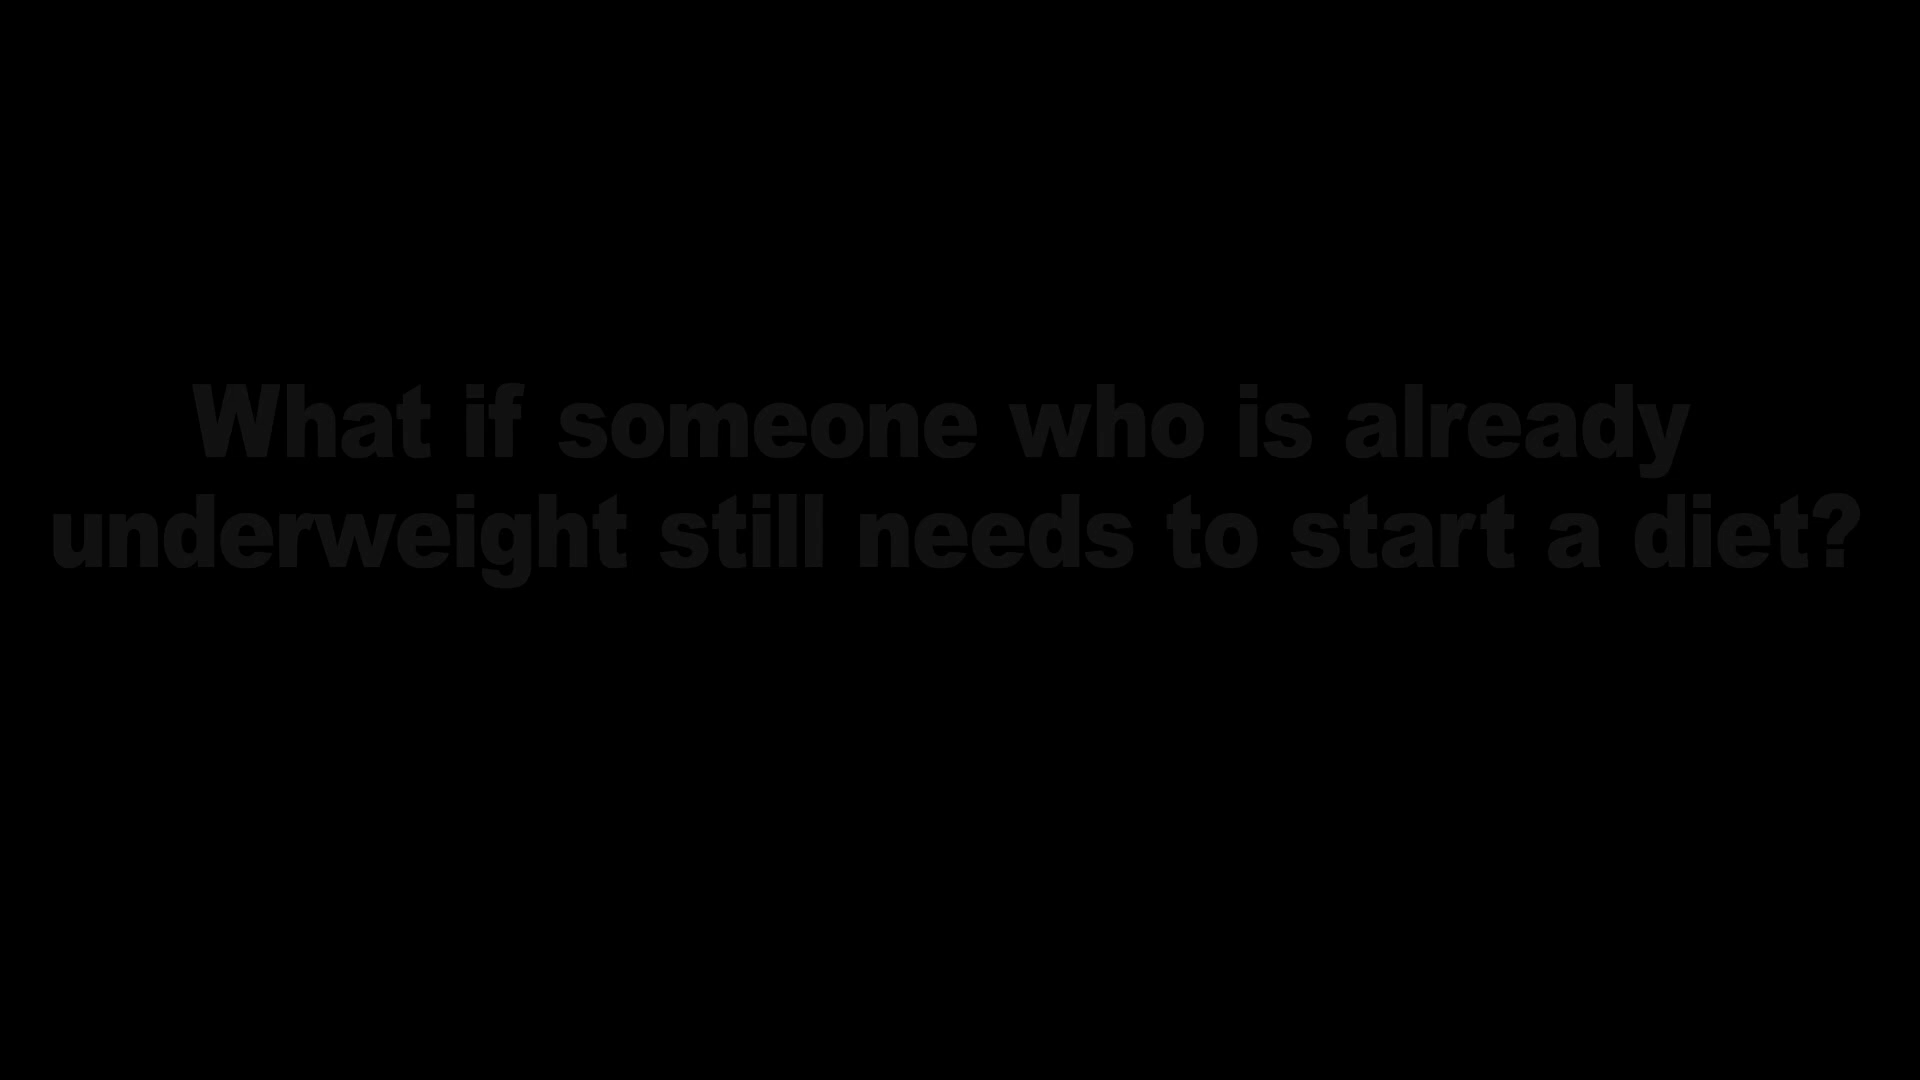 What if someone who is already
underweight still needs to start a diet?